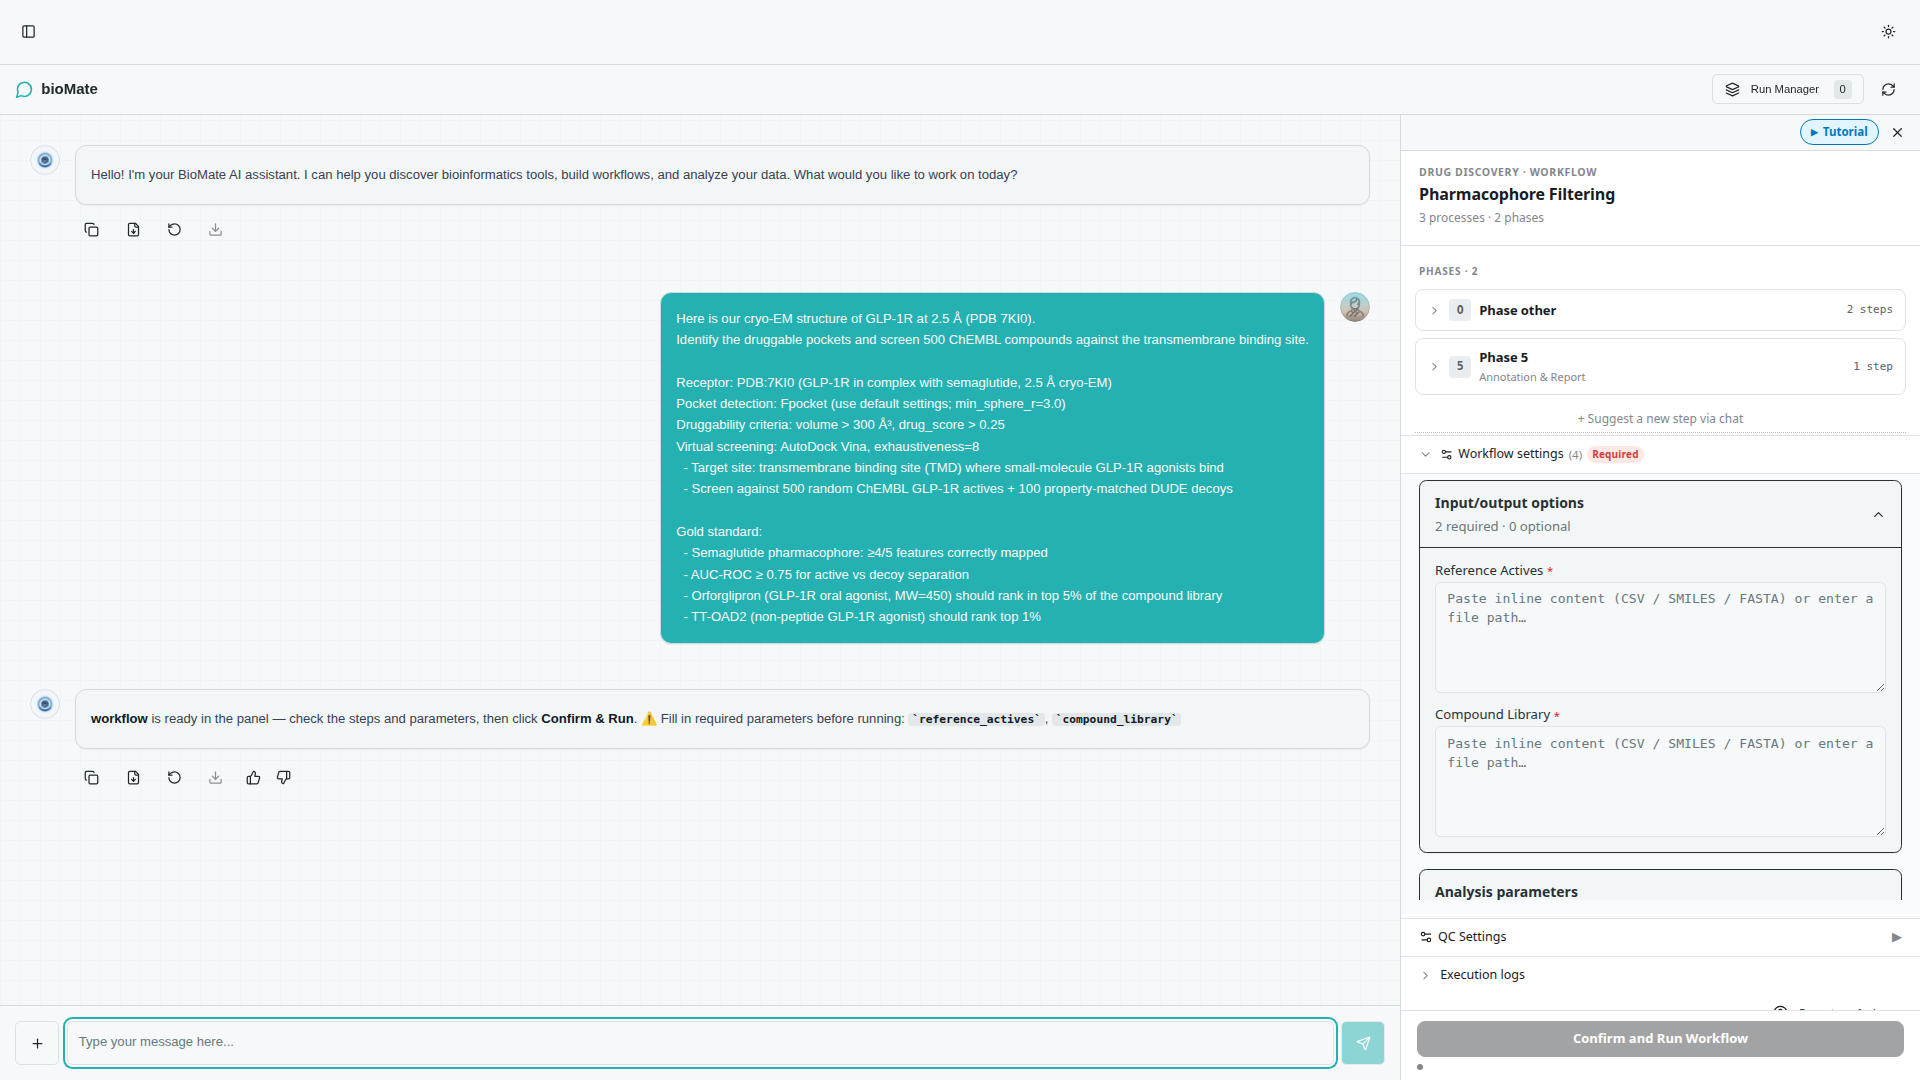 bioMate
Run Manager 0
Hello! I'm your BioMate AI assistant. I can help you discover bioinformatics tools, build workflows, and analyze your data. What would you like to work on today?
Here is our cryo-EM structure of GLP-1R at 2.5 Å (PDB 7KI0).
Identify the druggable pockets and screen 500 ChEMBL compounds against the transmembrane binding site.
Receptor: PDB:7KI0 (GLP-1R in complex with semaglutide, 2.5 Å cryo-EM)
Pocket detection: Fpocket (use default settings; min_sphere_r=3.0)
Druggability criteria: volume > 300 Å³, drug_score > 0.25
Virtual screening: AutoDock Vina, exhaustiveness=8
- Target site: transmembrane binding site (TMD) where small-molecule GLP-1R agonists bind
- Screen against 500 random ChEMBL GLP-1R actives + 100 property-matched DUDE decoys
Gold standard:
- Semaglutide pharmacophore: ≥4/5 features correctly mapped
- AUC-ROC ≥ 0.75 for active vs decoy separation
- Orforglipron (GLP-1R oral agonist, MW=450) should rank in top 5% of the compound library
- TT-OAD2 (non-peptide GLP-1R agonist) should rank top 1%
workflow is ready in the panel — check the steps and parameters, then click Confirm & Run. ⚠️ Fill in required parameters before running: `reference_actives`, `compound_library`
Type your message here...
▶ Tutorial
DRUG DISCOVERY · WORKFLOW
Pharmacophore Filtering
3 processes · 2 phases
PHASES · 2
0 Phase other 2 steps
5 Phase 5 1 step
Annotation & Report
+ Suggest a new step via chat
Workflow settings (4) Required
Input/output options
2 required · 0 optional
Reference Actives *
Paste inline content (CSV / SMILES / FASTA) or enter a
file path…
Compound Library *
Paste inline content (CSV / SMILES / FASTA) or enter a
file path…
Analysis parameters
QC Settings ▶
Execution logs
Confirm and Run Workflow